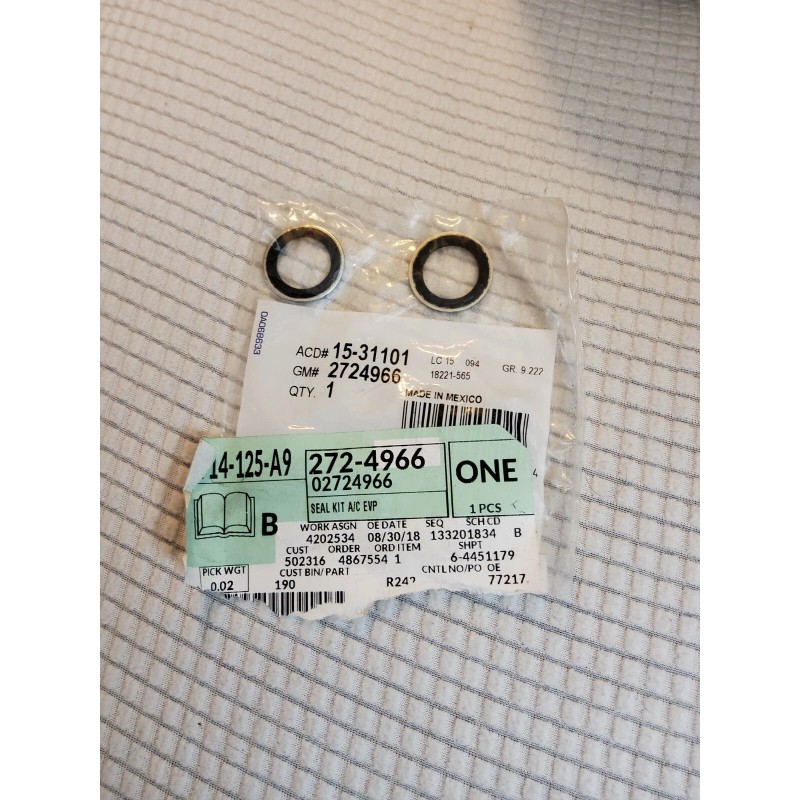 OAD66633
ACD# 15-31101 LC 15 094 GR. 9.222
GM# 2724966 18221-565
QTY. 1 MADE IN MEXICO
4
14-125-A9 272-4966 ONE
02724966
SEAL KIT A/C EVP 1 PCS
B
WORK ASGN OE DATE SEQ SCH CD
4202534 08/30/18 133201834 B
CUST ORDER ORD ITEM SHPT
502316 4867554 1 6-4451179
PICK WGT CUST BIN/PART CNTL NO/PO OE
0.02 190 R242 77217